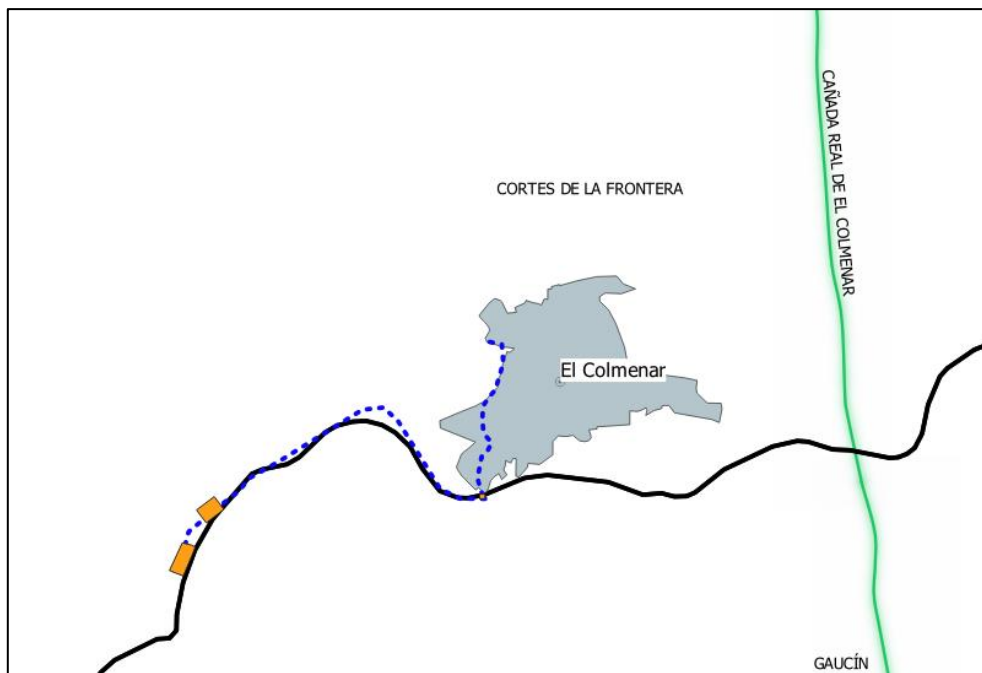 CAÑADA REAL DE EL COLMENAR
CORTES DE LA FRONTERA
El Colmenar
GAUCÍN